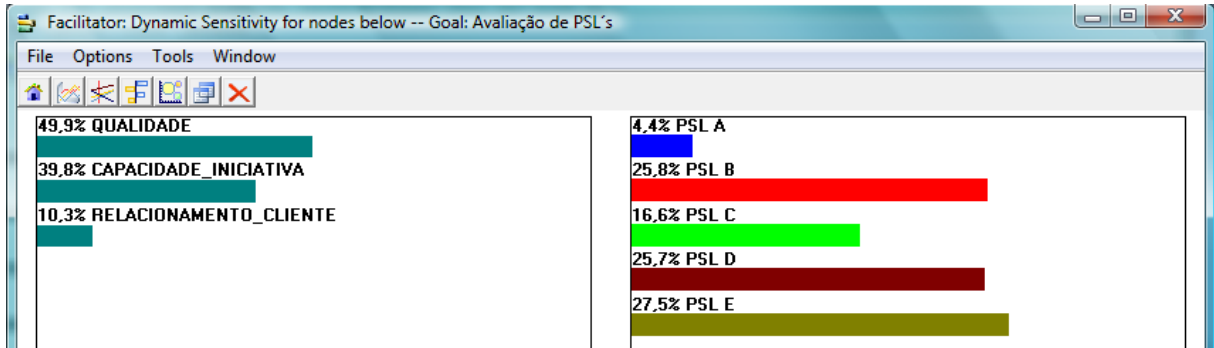 Facilitator: Dynamic Sensitivity for nodes below -- Goal: Avaliação de PSL´s
File Options Tools Window
49,9% QUALIDADE
39,8% CAPACIDADE_INICIATIVA
10,3% RELACIONAMENTO_CLIENTE
4,4% PSL A
25,8% PSL B
16,6% PSL C
25,7% PSL D
27,5% PSL E